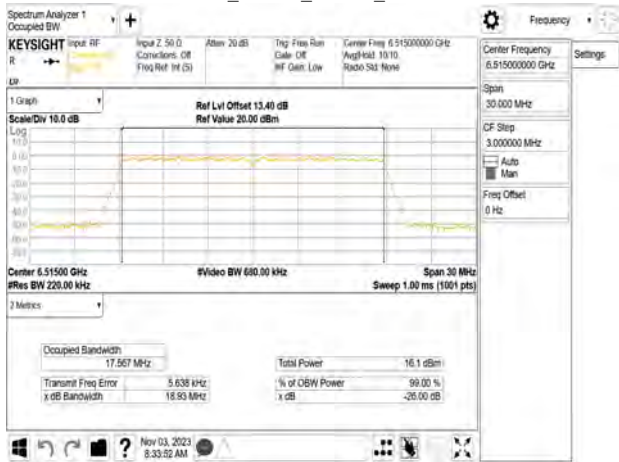 Spectrum Analyzer 1
Occupied BW
+
Frequency
KEYSIGHT Input: RF
R
Input Z: 50 Ω
Corrections: Off
Freq Ref: Int (S)
Atten: 20 dB
Trig: Free Run
Gate: Off
#IF Gain: Low
Center Freq: 6.515000000 GHz
Avg|Hold: 10/10
Radio Std: None
Center Frequency
6.515000000 GHz
Settings
Span
30.000 MHz
CF Step
3.000000 MHz
Auto
Man
Freq Offset
0 Hz
1 Graph
Scale/Div 10.0 dB
Ref Lvl Offset 13.40 dB
Ref Value 20.00 dBm
Log
Center 6.51500 GHz
#Res BW 220.00 kHz
#Video BW 680.00 kHz
Span 30 MHz
Sweep 1.00 ms (1001 pts)
2 Metrics
Occupied Bandwidth
17.567 MHz
Total Power 16.1 dBm
Transmit Freq Error 5.638 kHz
% of OBW Power 99.00 %
x dB Bandwidth 18.93 MHz
x dB -26.00 dB
?
Nov 03, 2023
8:33:52 AM